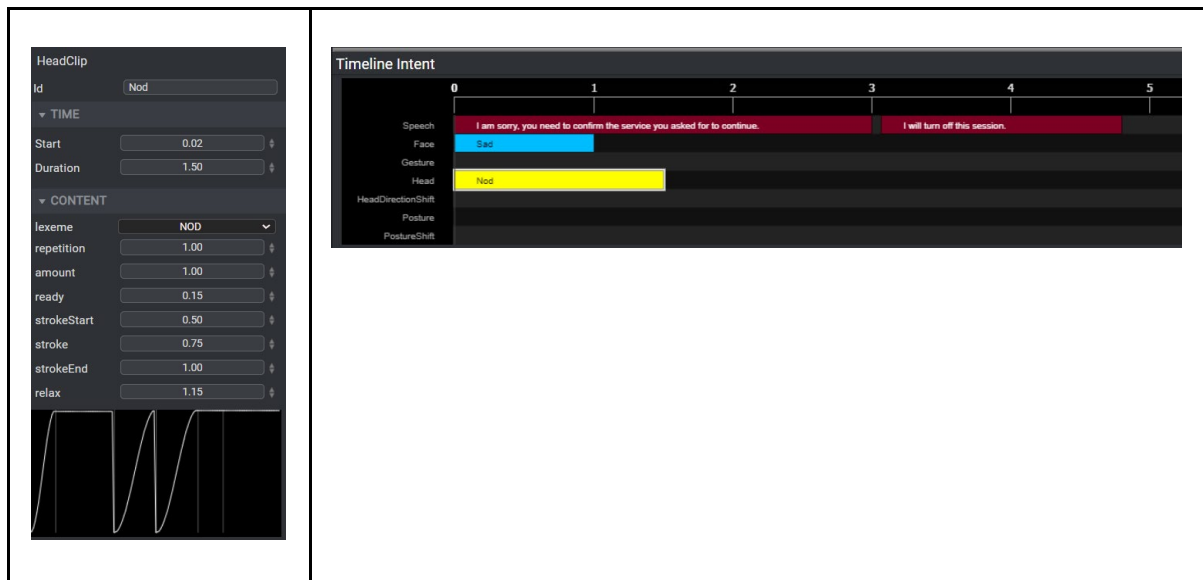 HeadClip
Id Nod
▾ TIME
Start 0.02
Duration 1.50
▾ CONTENT
lexeme NOD
repetition 1.00
amount 1.00
ready 0.15
strokeStart 0.50
stroke 0.75
strokeEnd 1.00
relax 1.15
Timeline Intent
0 1 2 3 4 5
Speech I am sorry, you need to confirm the service you asked for to continue. I will turn off this session.
Face Sad
Gesture
Head Nod
HeadDirectionShift
Posture
PostureShift